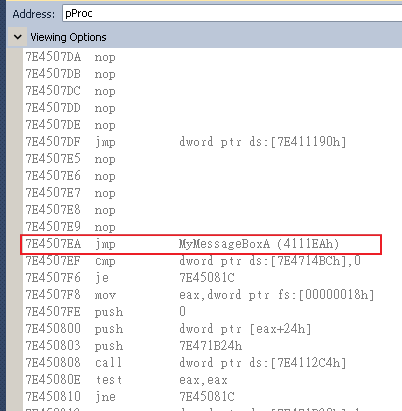 Address: pProc
Viewing Options
7E4507DA nop
7E4507DB nop
7E4507DC nop
7E4507DD nop
7E4507DE nop
7E4507DF jmp dword ptr ds:[7E411190h]
7E4507E5 nop
7E4507E6 nop
7E4507E7 nop
7E4507E8 nop
7E4507E9 nop
7E4507EA jmp MyMessageBoxA (4111EAh)
7E4507EF cmp dword ptr ds:[7E4714BCh],0
7E4507F6 je 7E45081C
7E4507F8 mov eax,dword ptr fs:[00000018h]
7E4507FE push 0
7E450800 push dword ptr [eax+24h]
7E450803 push 7E471B24h
7E450808 call dword ptr ds:[7E4112C4h]
7E45080E test eax,eax
7E450810 jne 7E45081C